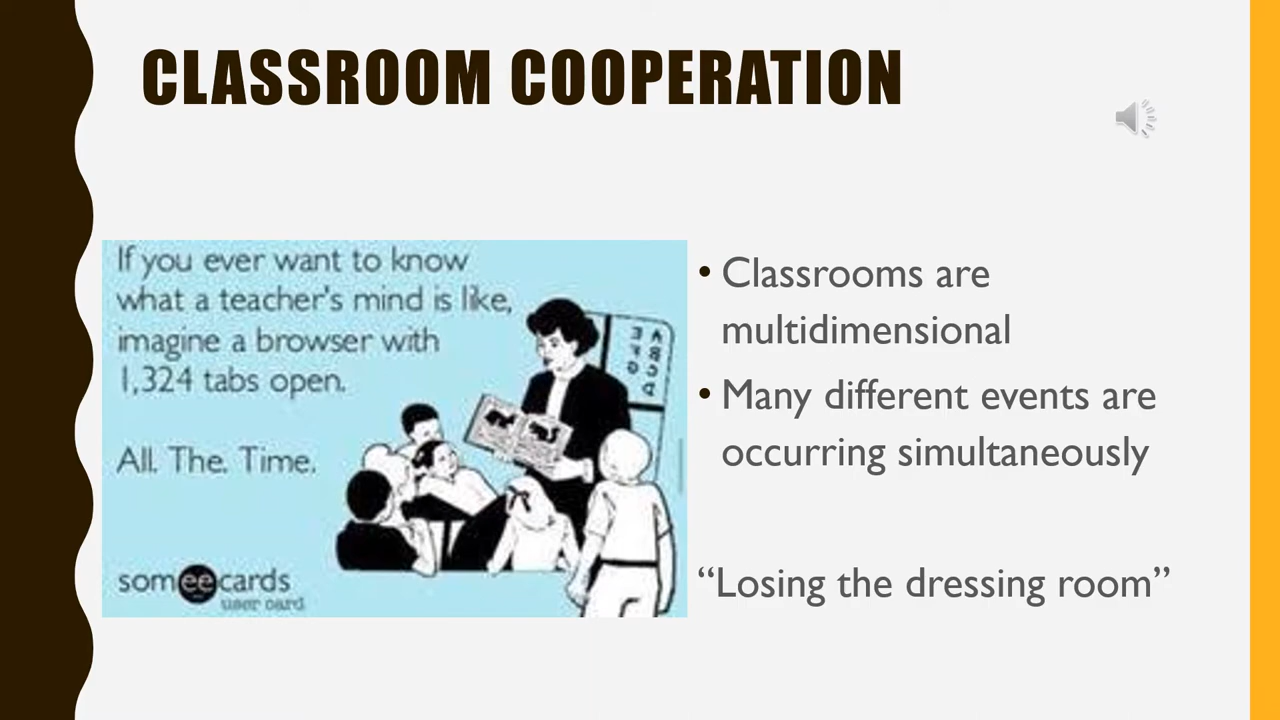 CLASSROOM COOPERATION
If you ever want to know
what a teacher's mind is like,
imagine a browser with
1,324 tabs open.
All. The. Time.
someecards
user card
A B C D
E F G
• Classrooms are
multidimensional
• Many different events are
occurring simultaneously
“Losing the dressing room”